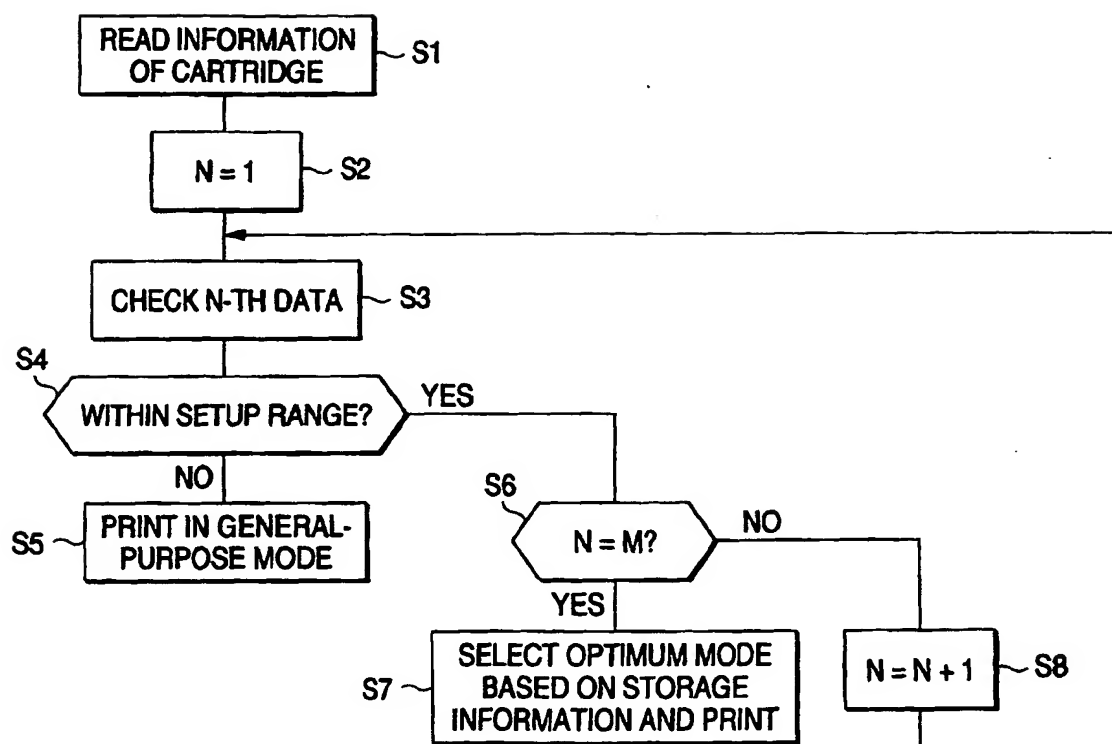 READ INFORMATION
OF CARTRIDGE
S1
N = 1
S2
CHECK N-TH DATA
S3
S4
WITHIN SETUP RANGE?
YES
NO
S5
PRINT IN GENERAL-
PURPOSE MODE
S6
N = M?
NO
YES
S7
SELECT OPTIMUM MODE
BASED ON STORAGE
INFORMATION AND PRINT
N = N + 1
S8